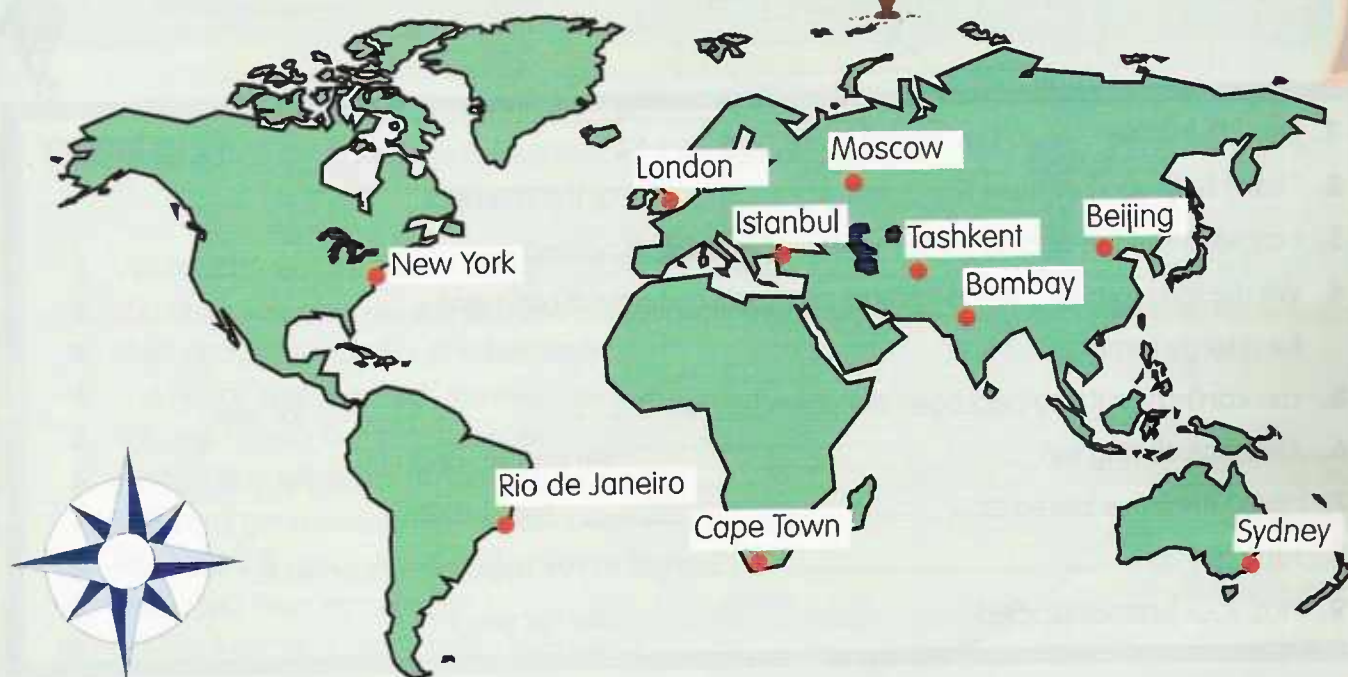 London
Moscow
Istanbul
Beijing
Tashkent
New York
Bombay
Rio de Janeiro
Cape Town
Sydney